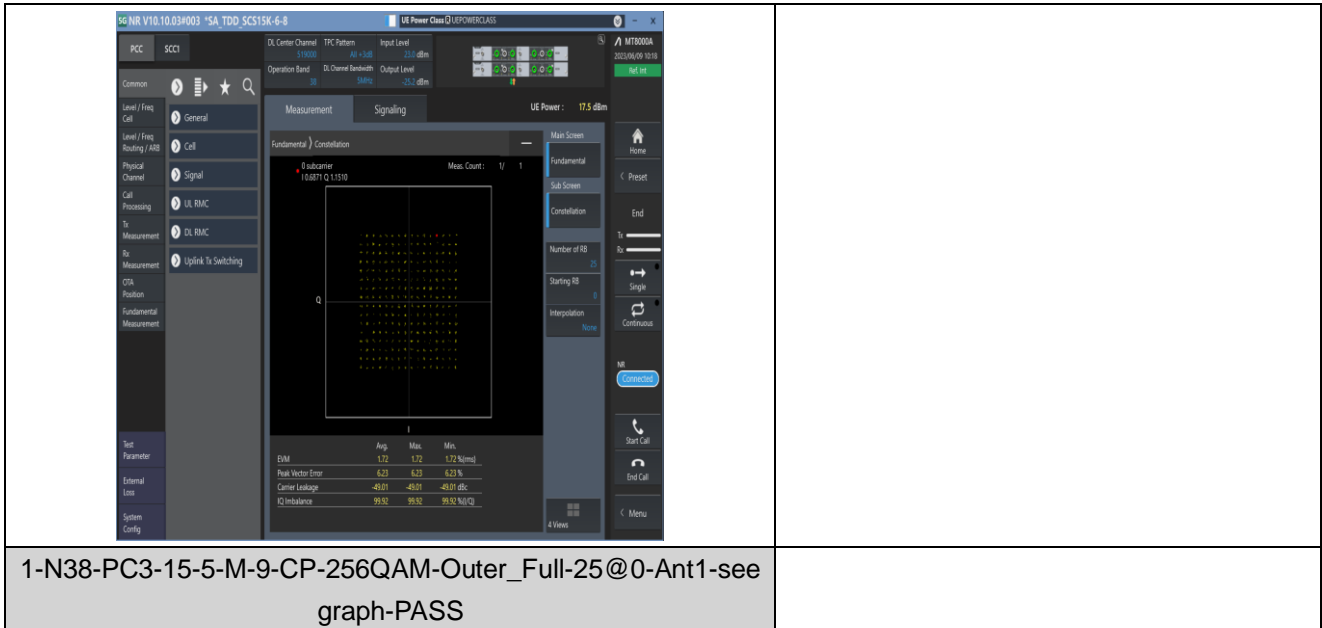 SG NR V10.10.03#003 *SA_TDD_SCS15K-6-8
UE Power Class UEPOWERCLASS
PCC SCC1
DL Center Channel TPC Pattern Input Level
519000 All +3dB 25.0 dBm
Operation Band DL Channel Bandwidth Output Level
38 5MHz -25.2 dBm
MT8000A
2023/06/09 10:18
Ref. Int
Common
Level / Freq
Cell
Level / Freq
Routing / ARB
Physical
Channel
Call
Processing
Tx
Measurement
Rx
Measurement
OTA
Position
Fundamental
Measurement
Test
Parameter
External
Loss
System
Config
General
Cell
Signal
UL RMC
DL RMC
Uplink Tx Switching
Measurement Signaling
UE Power : 17.5 dBm
Fundamental Constellation
0 subcarrier Meas. Count : 1/ 1
I 0.6871 Q 1.1510
Q
I
Avg. Max. Min.
EVM 1.72 1.72 1.72 %(rms)
Peak Vector Error 6.23 6.23 6.23 %
Carrier Leakage -49.01 -49.01 -49.01 dBc
IQ Imbalance 99.92 99.92 99.92 %(I/Q)
Main Screen
Fundamental
Sub Screen
Constellation
Number of RB
25
Starting RB
0
Interpolation
None
4 Views
Home
Preset
End
Tx
Rx
Single
Continuous
NR
Connected
Start Call
End Call
Menu
1-N38-PC3-15-5-M-9-CP-256QAM-Outer_Full-25@0-Ant1-see
graph-PASS